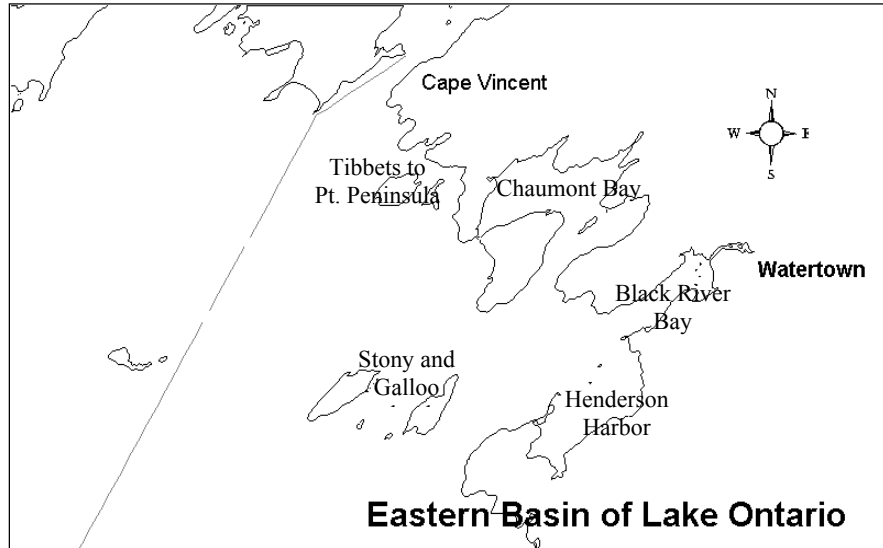 Cape Vincent
N
W E
S
Tibbets to
Pt. Peninsula
Chaumont Bay
Watertown
Black River
Bay
Stony and
Galloo
Henderson
Harbor
Eastern Basin of Lake Ontario